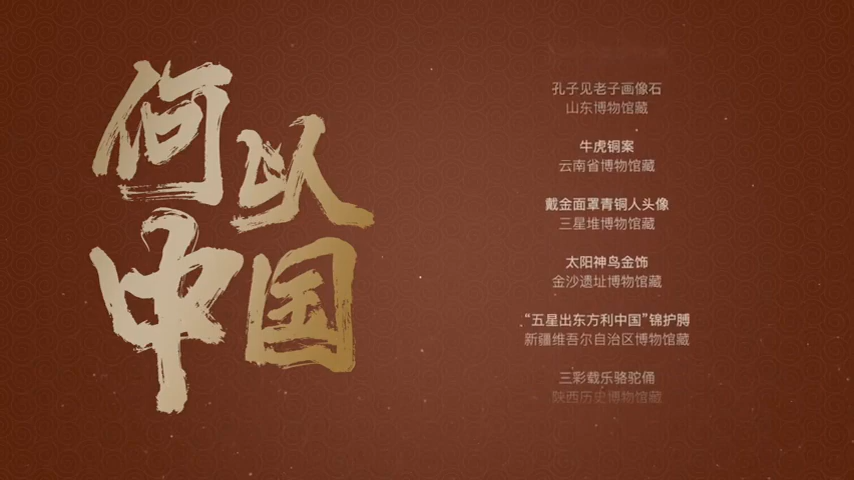 何以
中国
孔子见老子画像石
山东博物馆藏
牛虎铜案
云南省博物馆藏
戴金面罩青铜人头像
三星堆博物馆藏
太阳神鸟金饰
金沙遗址博物馆藏
“五星出东方利中国”锦护膊
新疆维吾尔自治区博物馆藏
三彩载乐骆驼俑
陕西历史博物馆藏